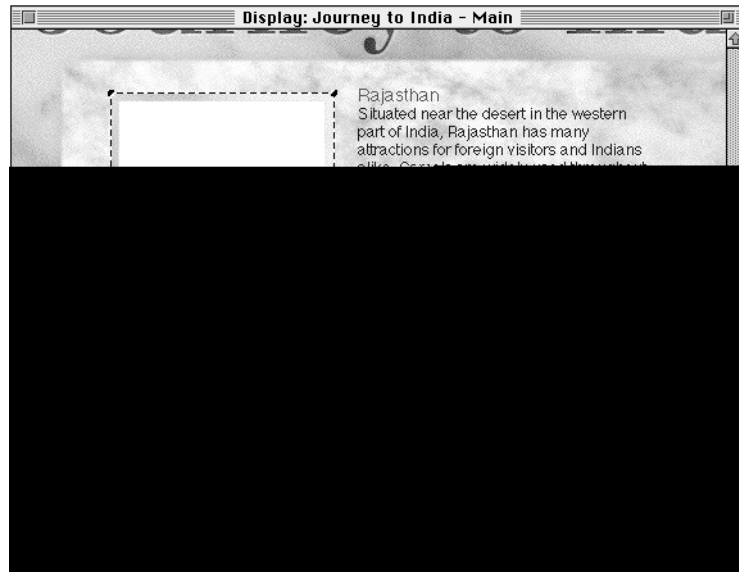 Display: Journey to India - Main
Rajasthan
Situated near the desert in the western
part of India, Rajasthan has many
attractions for foreign visitors and Indians